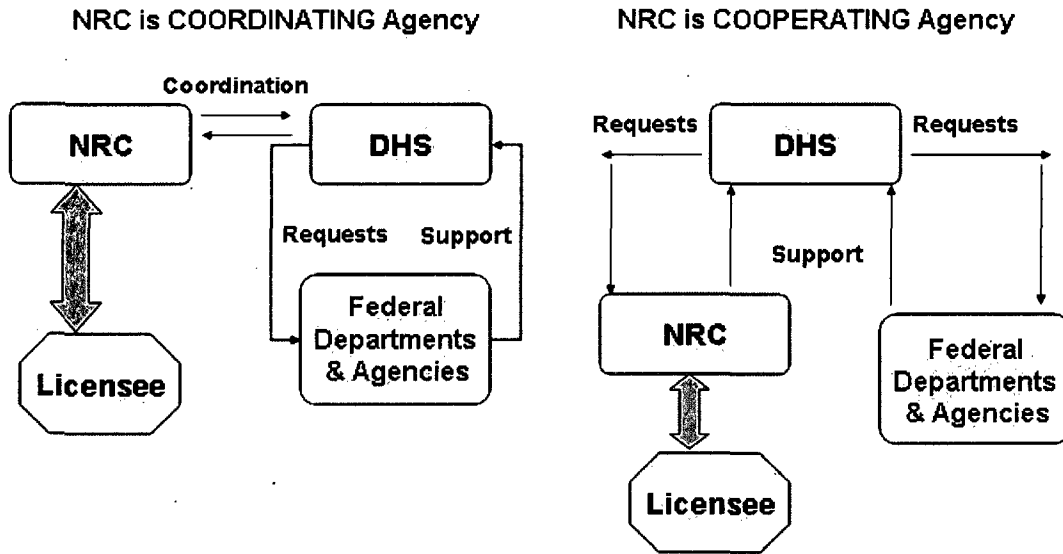 NRC is COORDINATING Agency
Coordination
NRC
DHS
Requests
Support
Federal
Departments
& Agencies
Licensee
NRC is COOPERATING Agency
Requests
DHS
Requests
Support
NRC
Federal
Departments
& Agencies
Licensee